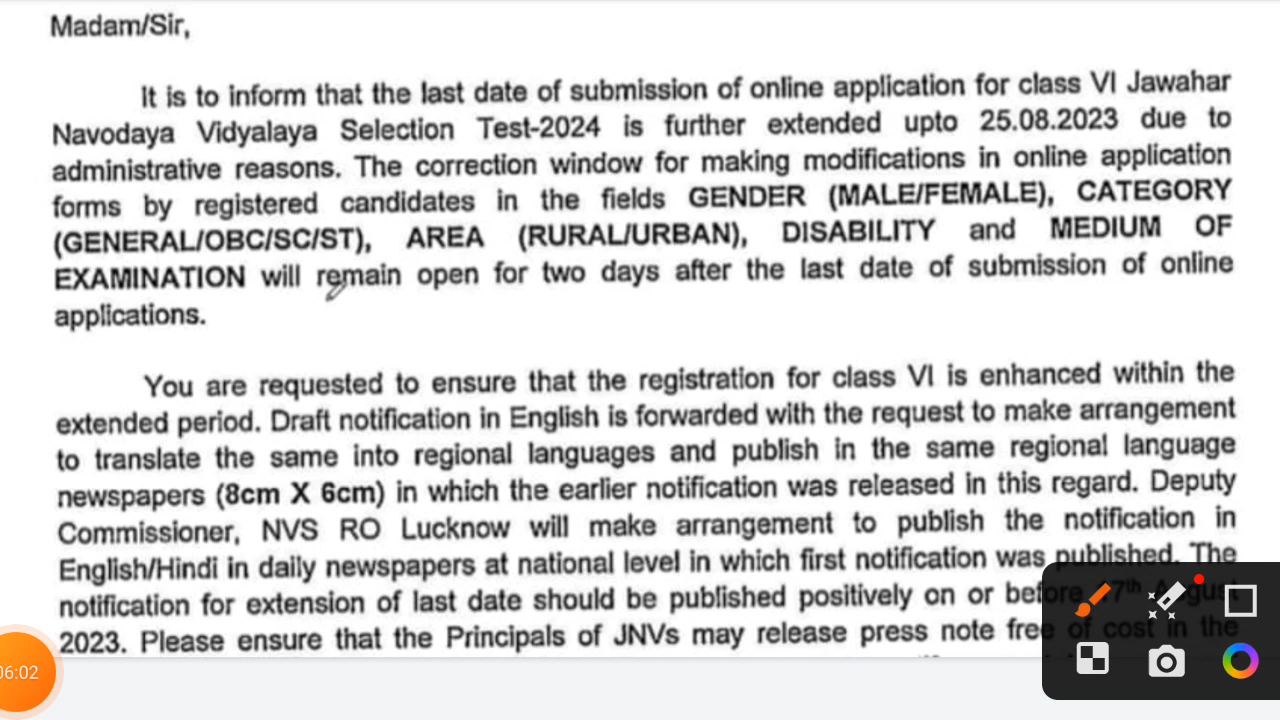 Madam/Sir,
It is to inform that the last date of submission of online application for class VI Jawahar
Navodaya Vidyalaya Selection Test-2024 is further extended upto 25.08.2023 due to
administrative reasons. The correction window for making modifications in online application
forms by registered candidates in the fields GENDER (MALE/FEMALE), CATEGORY
(GENERAL/OBC/SC/ST), AREA (RURAL/URBAN), DISABILITY and MEDIUM OF
EXAMINATION will remain open for two days after the last date of submission of online
applications.
You are requested to ensure that the registration for class VI is enhanced within the
extended period. Draft notification in English is forwarded with the request to make arrangement
to translate the same into regional languages and publish in the same regional language
newspapers (8cm X 6cm) in which the earlier notification was released in this regard. Deputy
Commissioner, NVS RO Lucknow will make arrangement to publish the notification in
English/Hindi in daily newspapers at national level in which first notification was published. The
notification for extension of last date should be published positively on or before August
2023. Please ensure that the Principals of JNVs may release press note free of cost in the
06:02